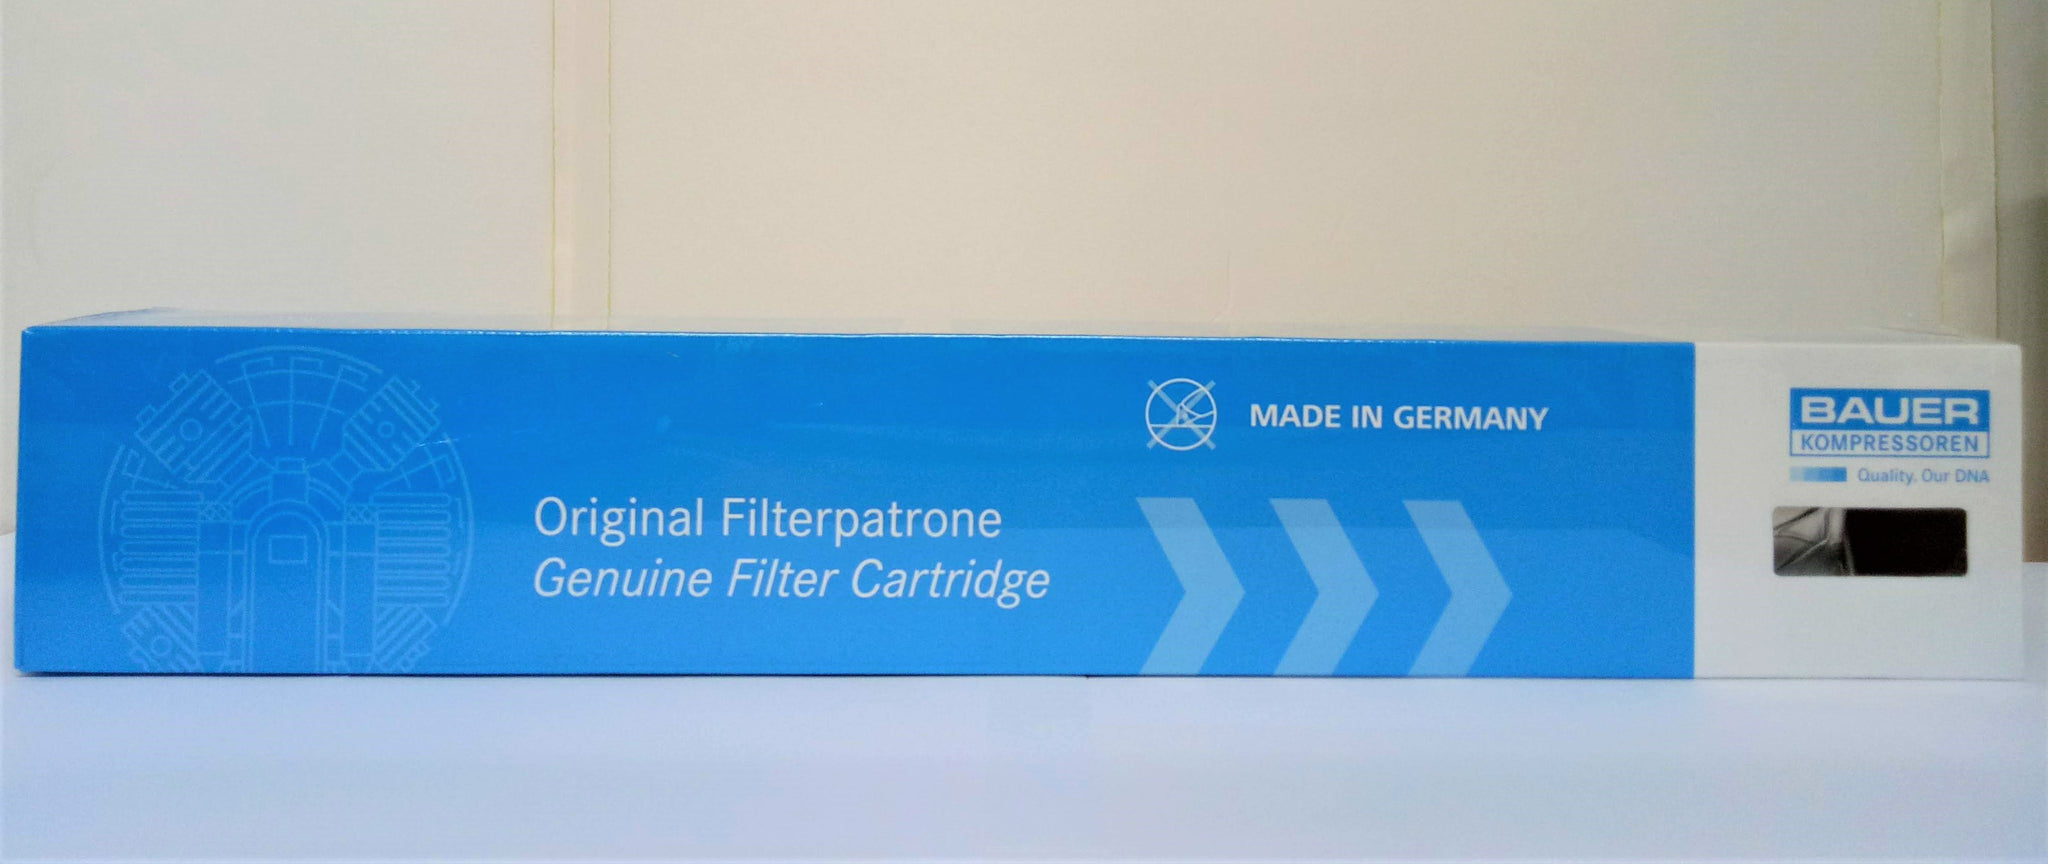 MADE IN GERMANY
Original Filterpatrone
Genuine Filter Cartridge
BAUER
KOMPRESSOREN
Quality. Our DNA